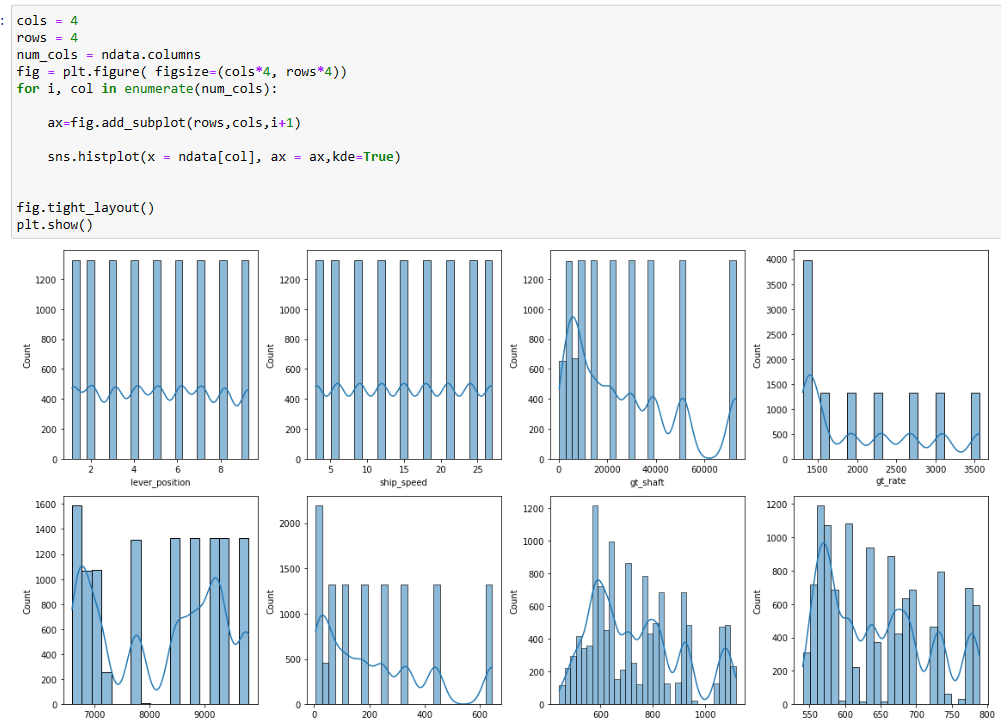 :
cols = 4
rows = 4
num_cols = ndata.columns
fig = plt.figure( figsize=(cols*4, rows*4))
for i, col in enumerate(num_cols):
ax=fig.add_subplot(rows,cols,i+1)
sns.histplot(x = ndata[col], ax = ax,kde=True)
fig.tight_layout()
plt.show()
1200
1000
800
600
400
200
0
Count
2 4 6 8
lever_position
1200
1000
800
600
400
200
0
Count
5 10 15 20 25
ship_speed
1200
1000
800
600
400
200
0
Count
0 20000 40000 60000
gt_shaft
4000
3500
3000
2500
2000
1500
1000
500
0
Count
1500 2000 2500 3000 3500
gt_rate
1600
1400
1200
1000
800
600
400
200
0
Count
7000 8000 9000
2000
1500
1000
500
0
Count
0 200 400 600
1200
1000
800
600
400
200
0
Count
600 800 1000
1200
1000
800
600
400
200
0
Count
550 600 650 700 750 800